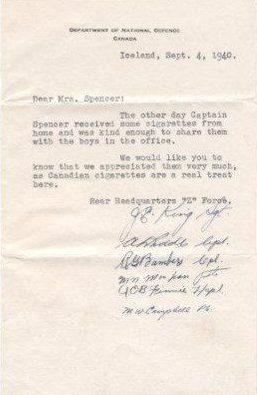 DEPARTMENT OF NATIONAL DEFENCE
CANADA
Iceland, Sept. 4, 1940.
Dear Mrs. Spencer:
The other day Captain
Spencer received some cigarettes from
home and was kind enough to share them
with the boys in the office.
We would like you to
know that we appreciated them very much,
as Canadian cigarettes are a real treat
here.
Rear Headquarters "Z" Force.
J E King Sgt
Cpl.
Cpl.
M W Campbell